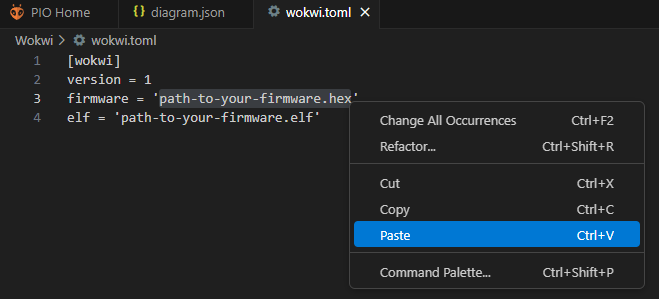 PIO Home
{} diagram.json
wokwi.toml ×
Wokwi > wokwi.toml
1 [wokwi]
2 version = 1
3 firmware = 'path-to-your-firmware.hex'
4 elf = 'path-to-your-firmware.elf'
Change All Occurrences Ctrl+F2
Refactor... Ctrl+Shift+R
Cut Ctrl+X
Copy Ctrl+C
Paste Ctrl+V
Command Palette... Ctrl+Shift+P